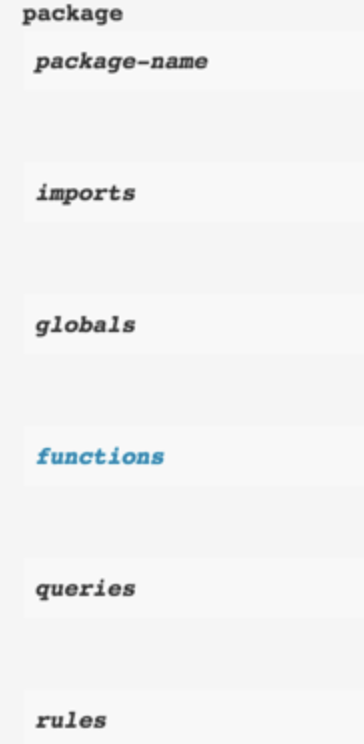 package
package-name
imports
globals
functions
queries
rules